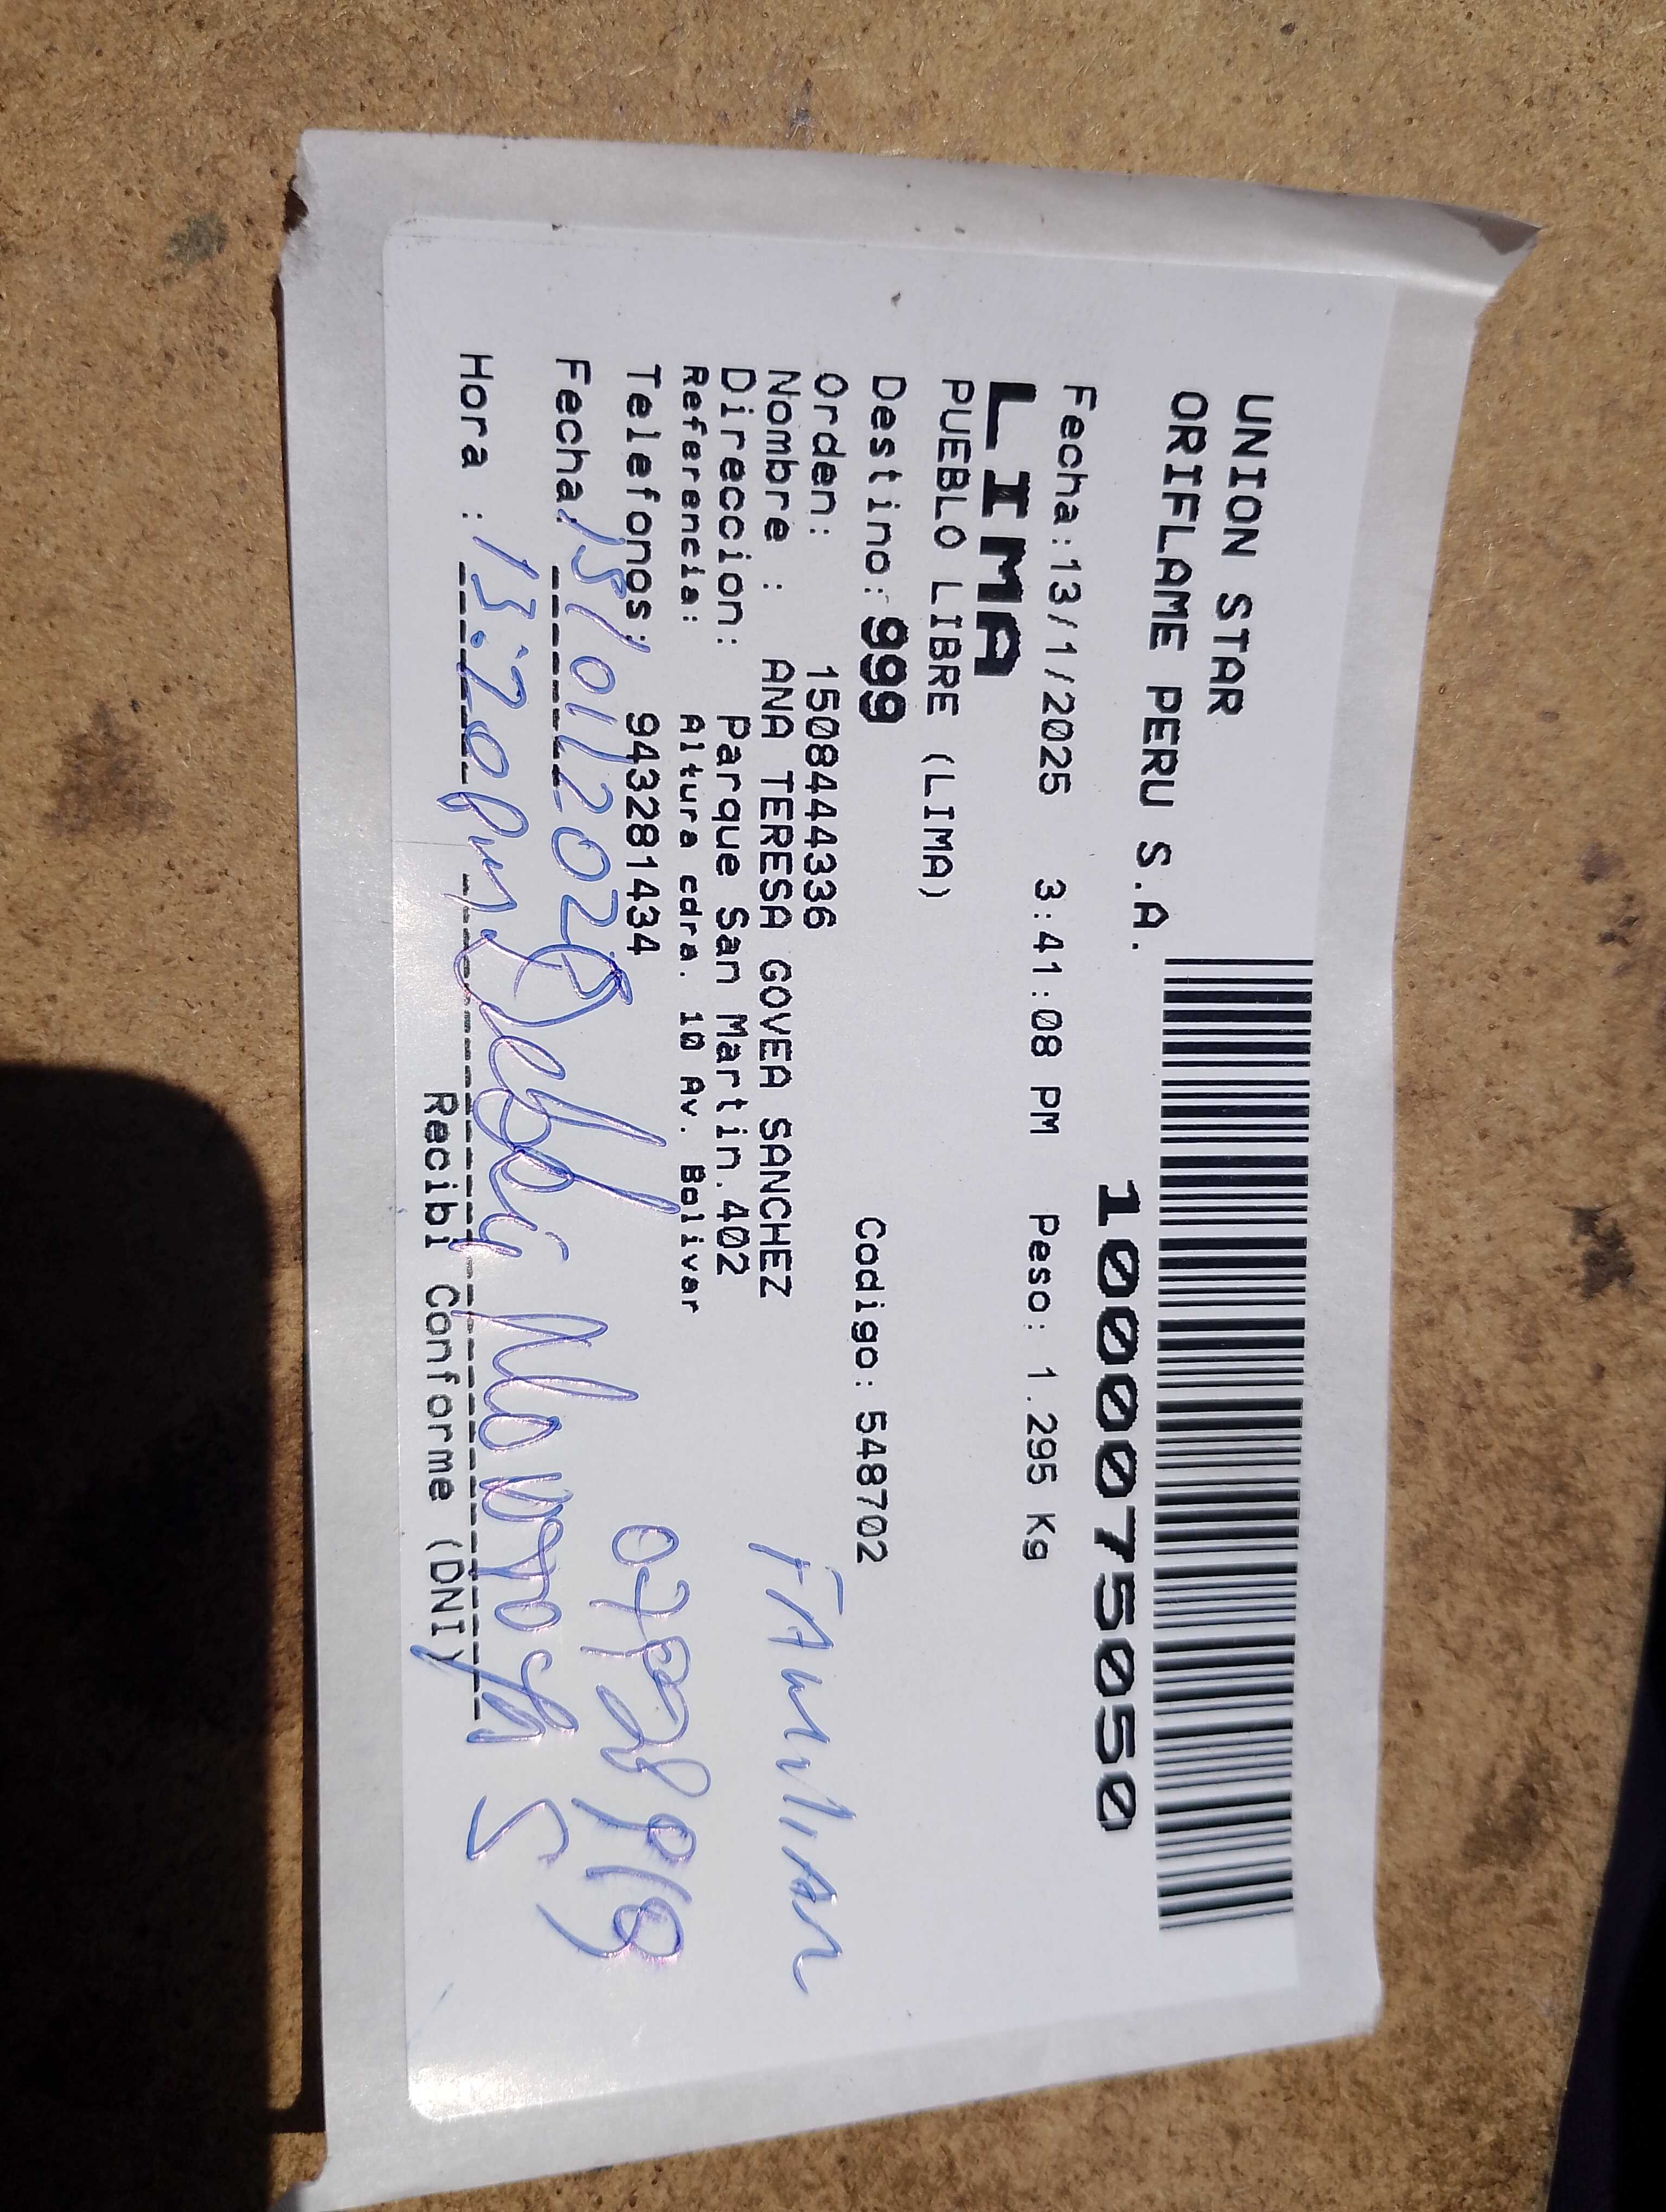 UNION STAR
ORIFLAME PERU S.A.
1000075050
Fecha:13/1/2025 3:41:08 PM Peso: 1.295 Kg
LIMA
PUEBLO LIBRE (LIMA)
Destino: 999 Codigo: 548702
Orden: 1508444336
Nombre : ANA TERESA GOVEA SANCHEZ
Direccion: Parque San Martin.402
Referencia: Altura cdra. 10 Av. Bolivar
Telefonos: 943281434
FAMILIAR
Fecha: 15/01/2025
Hora : 13:20 Pm
Recibi Conforme (DNI)